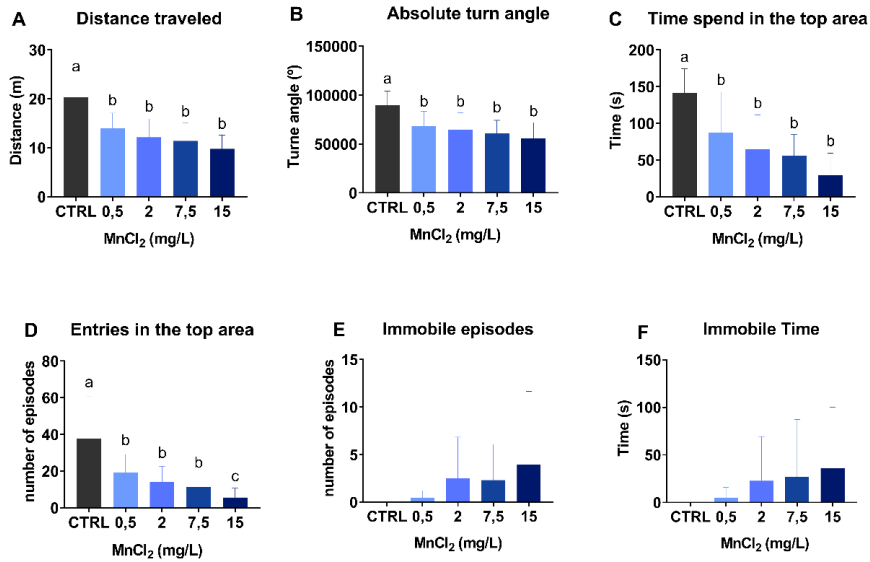 A Distance traveled
30
a
20
b b b b
10
0
Distance (m)
CTRL 0,5 2 7,5 15
MnCl2 (mg/L)
B Absolute turn angle
150000
a
100000
b b b b
50000
0
Turne angle (º)
CTRL 0,5 2 7,5 15
MnCl2 (mg/L)
C Time spend in the top area
200
a
150
b
b
100
b
b
50
0
Time (s)
CTRL 0,5 2 7,5 15
MnCl2 (mg/L)
D Entries in the top area
80
a
60
40
b b b c
20
0
number of episodes
CTRL 0,5 2 7,5 15
MnCl2 (mg/L)
E Immobile episodes
15
10
5
0
number of episodes
CTRL 0,5 2 7,5 15
MnCl2 (mg/L)
F Immobile Time
150
100
50
0
Time (s)
CTRL 0,5 2 7,5 15
MnCl2 (mg/L)